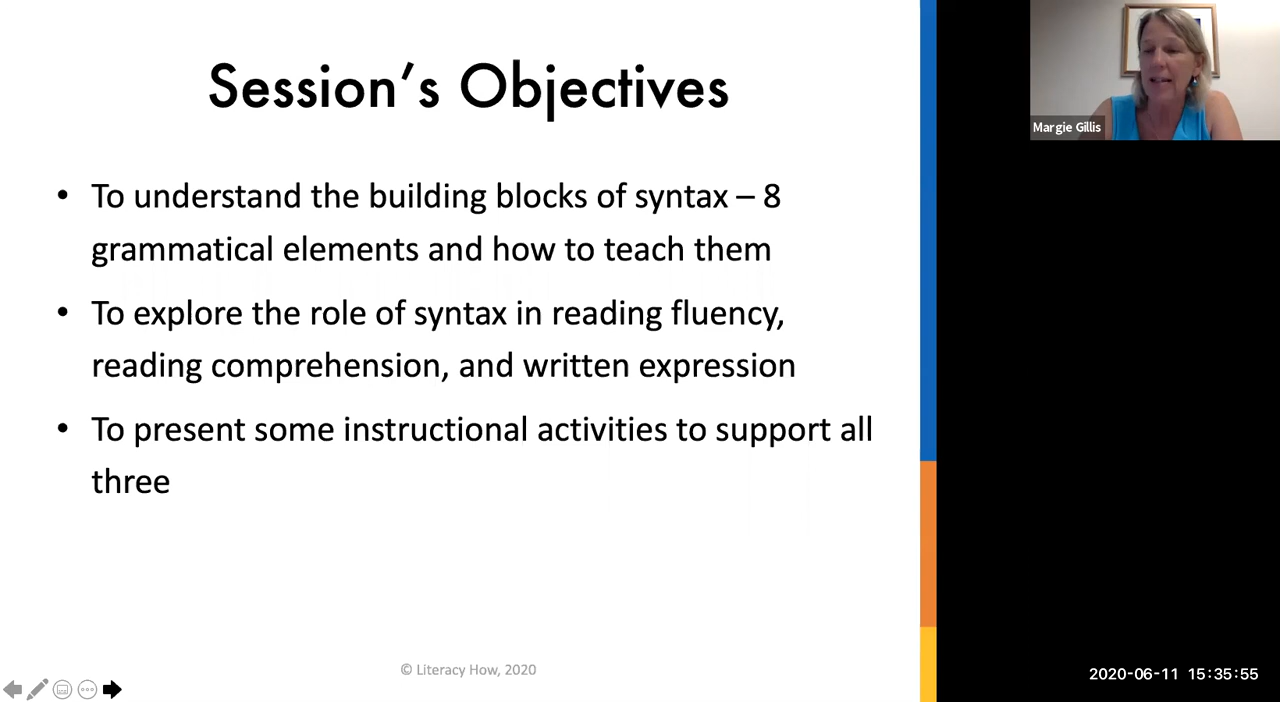 Session’s Objectives
• To understand the building blocks of syntax – 8
grammatical elements and how to teach them
• To explore the role of syntax in reading fluency,
reading comprehension, and written expression
• To present some instructional activities to support all
three
© Literacy How, 2020
Margie Gillis
2020-06-11 15:35:55